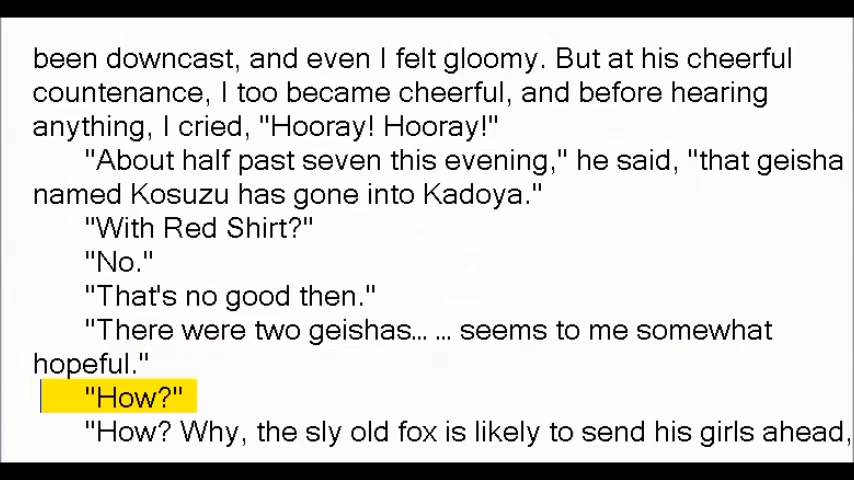 been downcast, and even I felt gloomy. But at his cheerful
countenance, I too became cheerful, and before hearing
anything, I cried, "Hooray! Hooray!"
"About half past seven this evening," he said, "that geisha
named Kosuzu has gone into Kadoya."
"With Red Shirt?"
"No."
"That's no good then."
"There were two geishas... ... seems to me somewhat
hopeful."
"How?"
"How? Why, the sly old fox is likely to send his girls ahead,